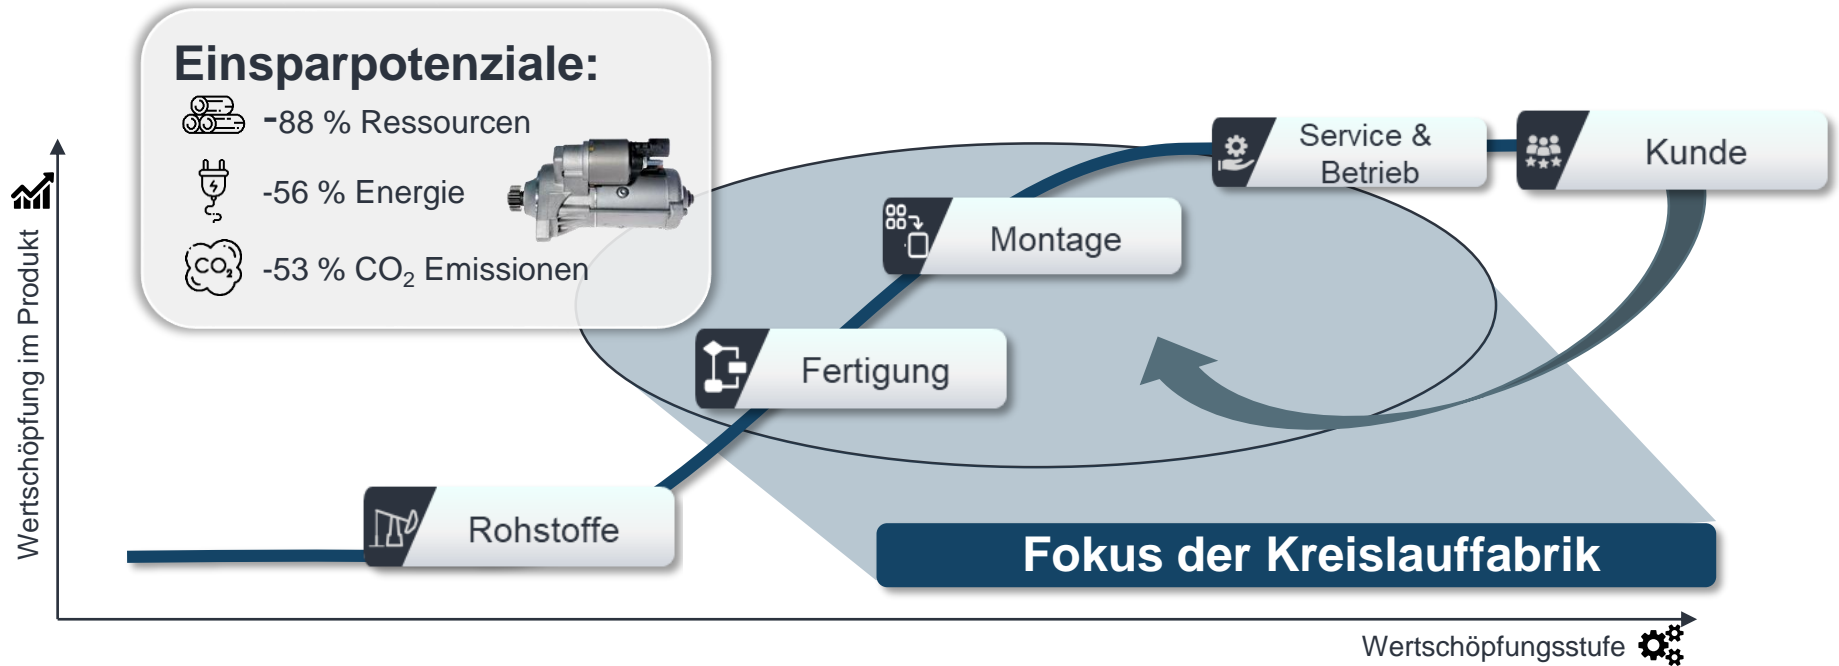 Einsparpotenziale:
-88 % Ressourcen
-56 % Energie
CO₂
-53 % CO₂ Emissionen
Service &
Betrieb
Kunde
Montage
Fertigung
Rohstoffe
Fokus der Kreislauffabrik
Wertschöpfung im Produkt
Wertschöpfungsstufe